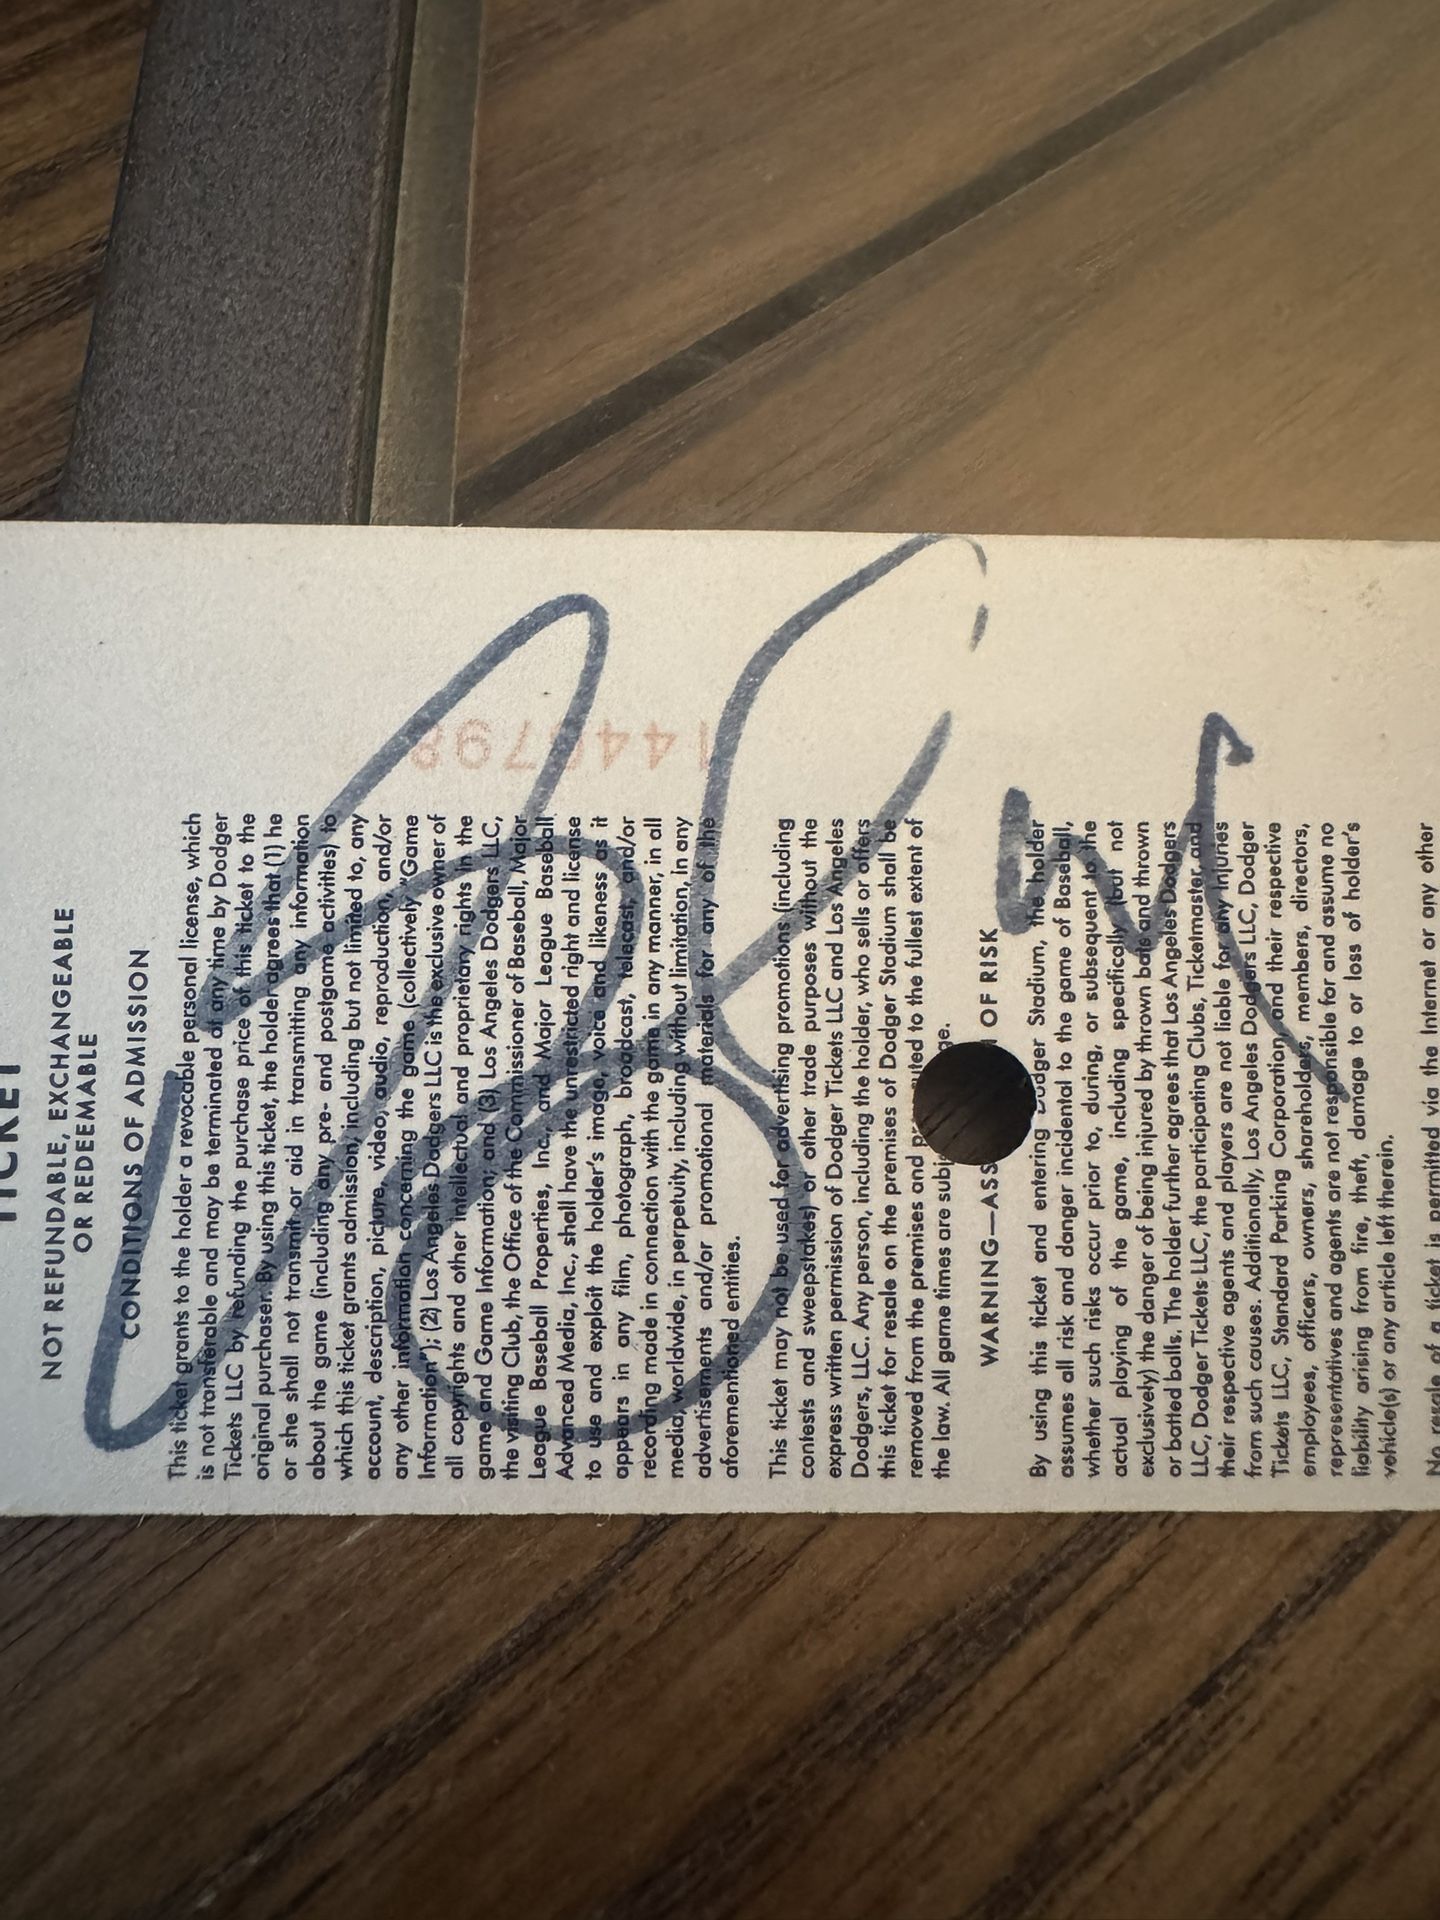 TICKET
NOT REFUNDABLE, EXCHANGEABLE
OR REDEEMABLE
CONDITIONS OF ADMISSION
This ticket grants to the holder a revocable personal license, which
is not transferable and may be terminated at any time by Dodger
Tickets LLC by refunding the purchase price of this ticket to the
original purchaser. By using this ticket, the holder agrees that (1) he
or she shall not transmit or aid in transmitting any information
about the game (including any pre- and postgame activities) to
which this ticket grants admission, including but not limited to, any
account, description, picture, video, audio, reproduction, and/or
any other information concerning the game (collectively "Game
Information"); (2) Los Angeles Dodgers LLC is the exclusive owner of
all copyrights and other intellectual and proprietary rights in the
game and Game Information; and (3) Los Angeles Dodgers LLC,
the visiting Club, the Office of the Commissioner of Baseball, Major
League Baseball Properties, Inc., and Major League Baseball
Advanced Media, Inc., shall have the unrestricted right and license
to use and exploit the holder's image, voice and likeness as it
appears in any film, photograph, broadcast, telecast, and/or
recording made in connection with the game in any manner, in all
media, worldwide, in perpetuity, including without limitation, in any
advertisements and/or promotional materials for any of the
aforementioned entities.
This ticket may not be used for advertising promotions (including
contests and sweepstakes) or other trade purposes without the
express written permission of Dodger Tickets LLC and Los Angeles
Dodgers, LLC. Any person, including the holder, who sells or offers
this ticket for resale on the premises of Dodger Stadium shall be
removed from the premises and uted to the fullest extent of
the law. All game times are subj ge.
WARNING—ASS OF RISK
By using this ticket and entering Dodger Stadium, the holder
assumes all risk and danger incidental to the game of Baseball,
whether such risks occur prior to, during, or subsequent to the
actual playing of the game, including specifically (but not
exclusively) the danger of being injured by thrown bats and thrown
or batted balls. The holder further agrees that Los Angeles Dodgers
LLC, Dodger Tickets LLC, the participating Clubs, Ticketmaster, and
their respective agents and players are not liable for any injuries
from such causes. Additionally, Los Angeles Dodgers LLC, Dodger
Tickets LLC, Standard Parking Corporation, and their respective
employees, officers, owners, shareholders, members, directors,
representatives and agents are not responsible for and assume no
liability arising from fire, theft, damage to or loss of holder's
vehicle(s) or any article left therein.
No resale of a ticket is permitted via the Internet or any other